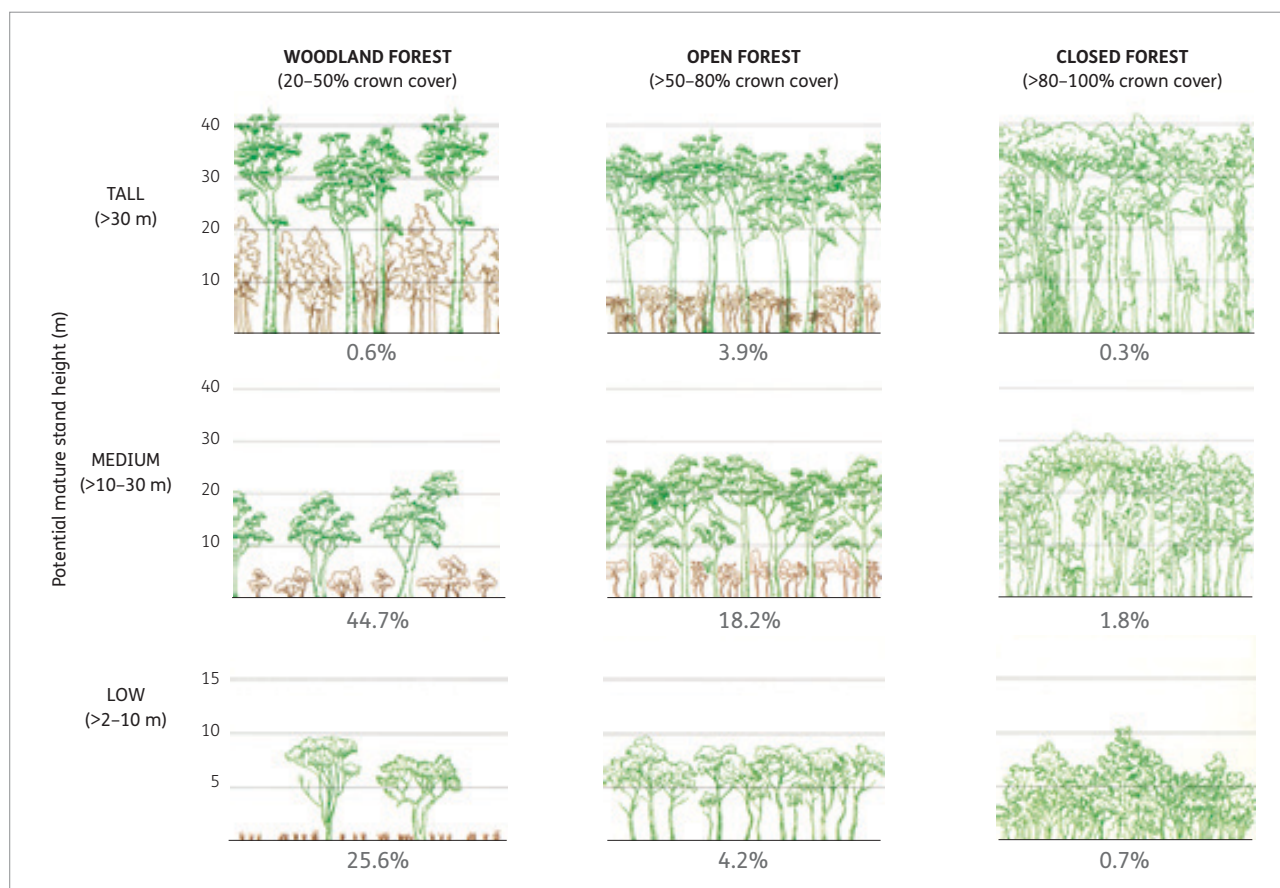 WOODLAND FOREST
(20–50% crown cover)
OPEN FOREST
(>50–80% crown cover)
CLOSED FOREST
(>80–100% crown cover)
Potential mature stand height (m)
TALL
(>30 m)
40
30
20
10
0.6%
3.9%
0.3%
MEDIUM
(>10–30 m)
40
30
20
10
44.7%
18.2%
1.8%
LOW
(>2–10 m)
15
10
5
25.6%
4.2%
0.7%